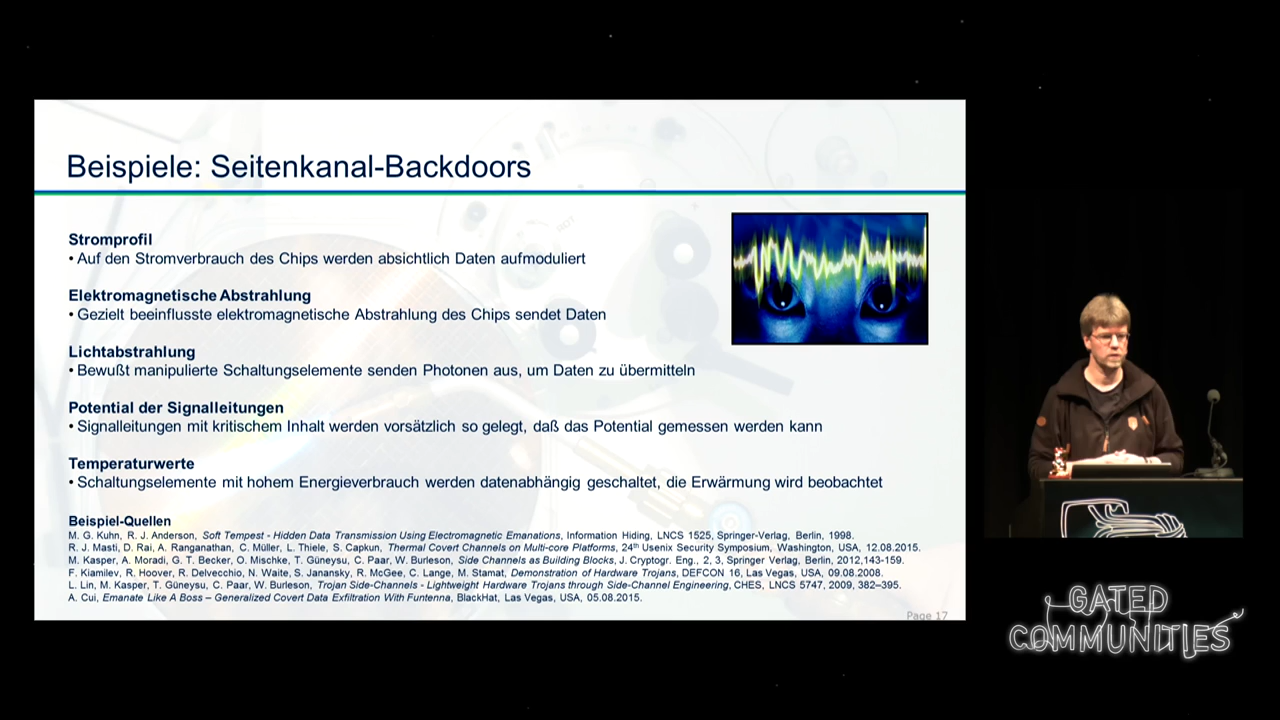 Beispiele: Seitenkanal-Backdoors
Stromprofil
• Auf den Stromverbrauch des Chips werden absichtlich Daten aufmoduliert
Elektromagnetische Abstrahlung
• Gezielt beeinflusste elektromagnetische Abstrahlung des Chips sendet Daten
Lichtabstrahlung
• Bewußt manipulierte Schaltungselemente senden Photonen aus, um Daten zu übermitteln
Potential der Signalleitungen
• Signalleitungen mit kritischem Inhalt werden vorsätzlich so gelegt, daß das Potential gemessen werden kann
Temperaturwerte
• Schaltungselemente mit hohem Energieverbrauch werden datenabhängig geschaltet, die Erwärmung wird beobachtet
Beispiel-Quellen
M. G. Kuhn, R. J. Anderson, Soft Tempest - Hidden Data Transmission Using Electromagnetic Emanations, Information Hiding, LNCS 1525, Springer-Verlag, Berlin, 1998.
R. J. Masti, D. Rai, A. Ranganathan, C. Müller, L. Thiele, S. Capkun, Thermal Covert Channels on Multi-core Platforms, 24th Usenix Security Symposium, Washington, USA, 12.08.2015.
M. Kasper, A. Moradi, G. T. Becker, O. Mischke, T. Güneysu, C. Paar, W. Burleson, Side Channels as Building Blocks, J. Cryptogr. Eng., 2, 3, Springer Verlag, Berlin, 2012,143-159.
F. Kiamilev, R. Hoover, R. Delvecchio, N. Waite, S. Janansky, R. McGee, C. Lange, M. Stamat, Demonstration of Hardware Trojans, DEFCON 16, Las Vegas, USA, 09.08.2008.
L. Lin, M. Kasper, T. Güneysu, C. Paar, W. Burleson, Trojan Side-Channels - Lightweight Hardware Trojans through Side-Channel Engineering, CHES, LNCS 5747, 2009, 382–395.
A. Cui, Emanate Like A Boss – Generalized Covert Data Exfiltration With Funtenna, BlackHat, Las Vegas, USA, 05.08.2015.
Page 17
GATED
COMMUNITIES